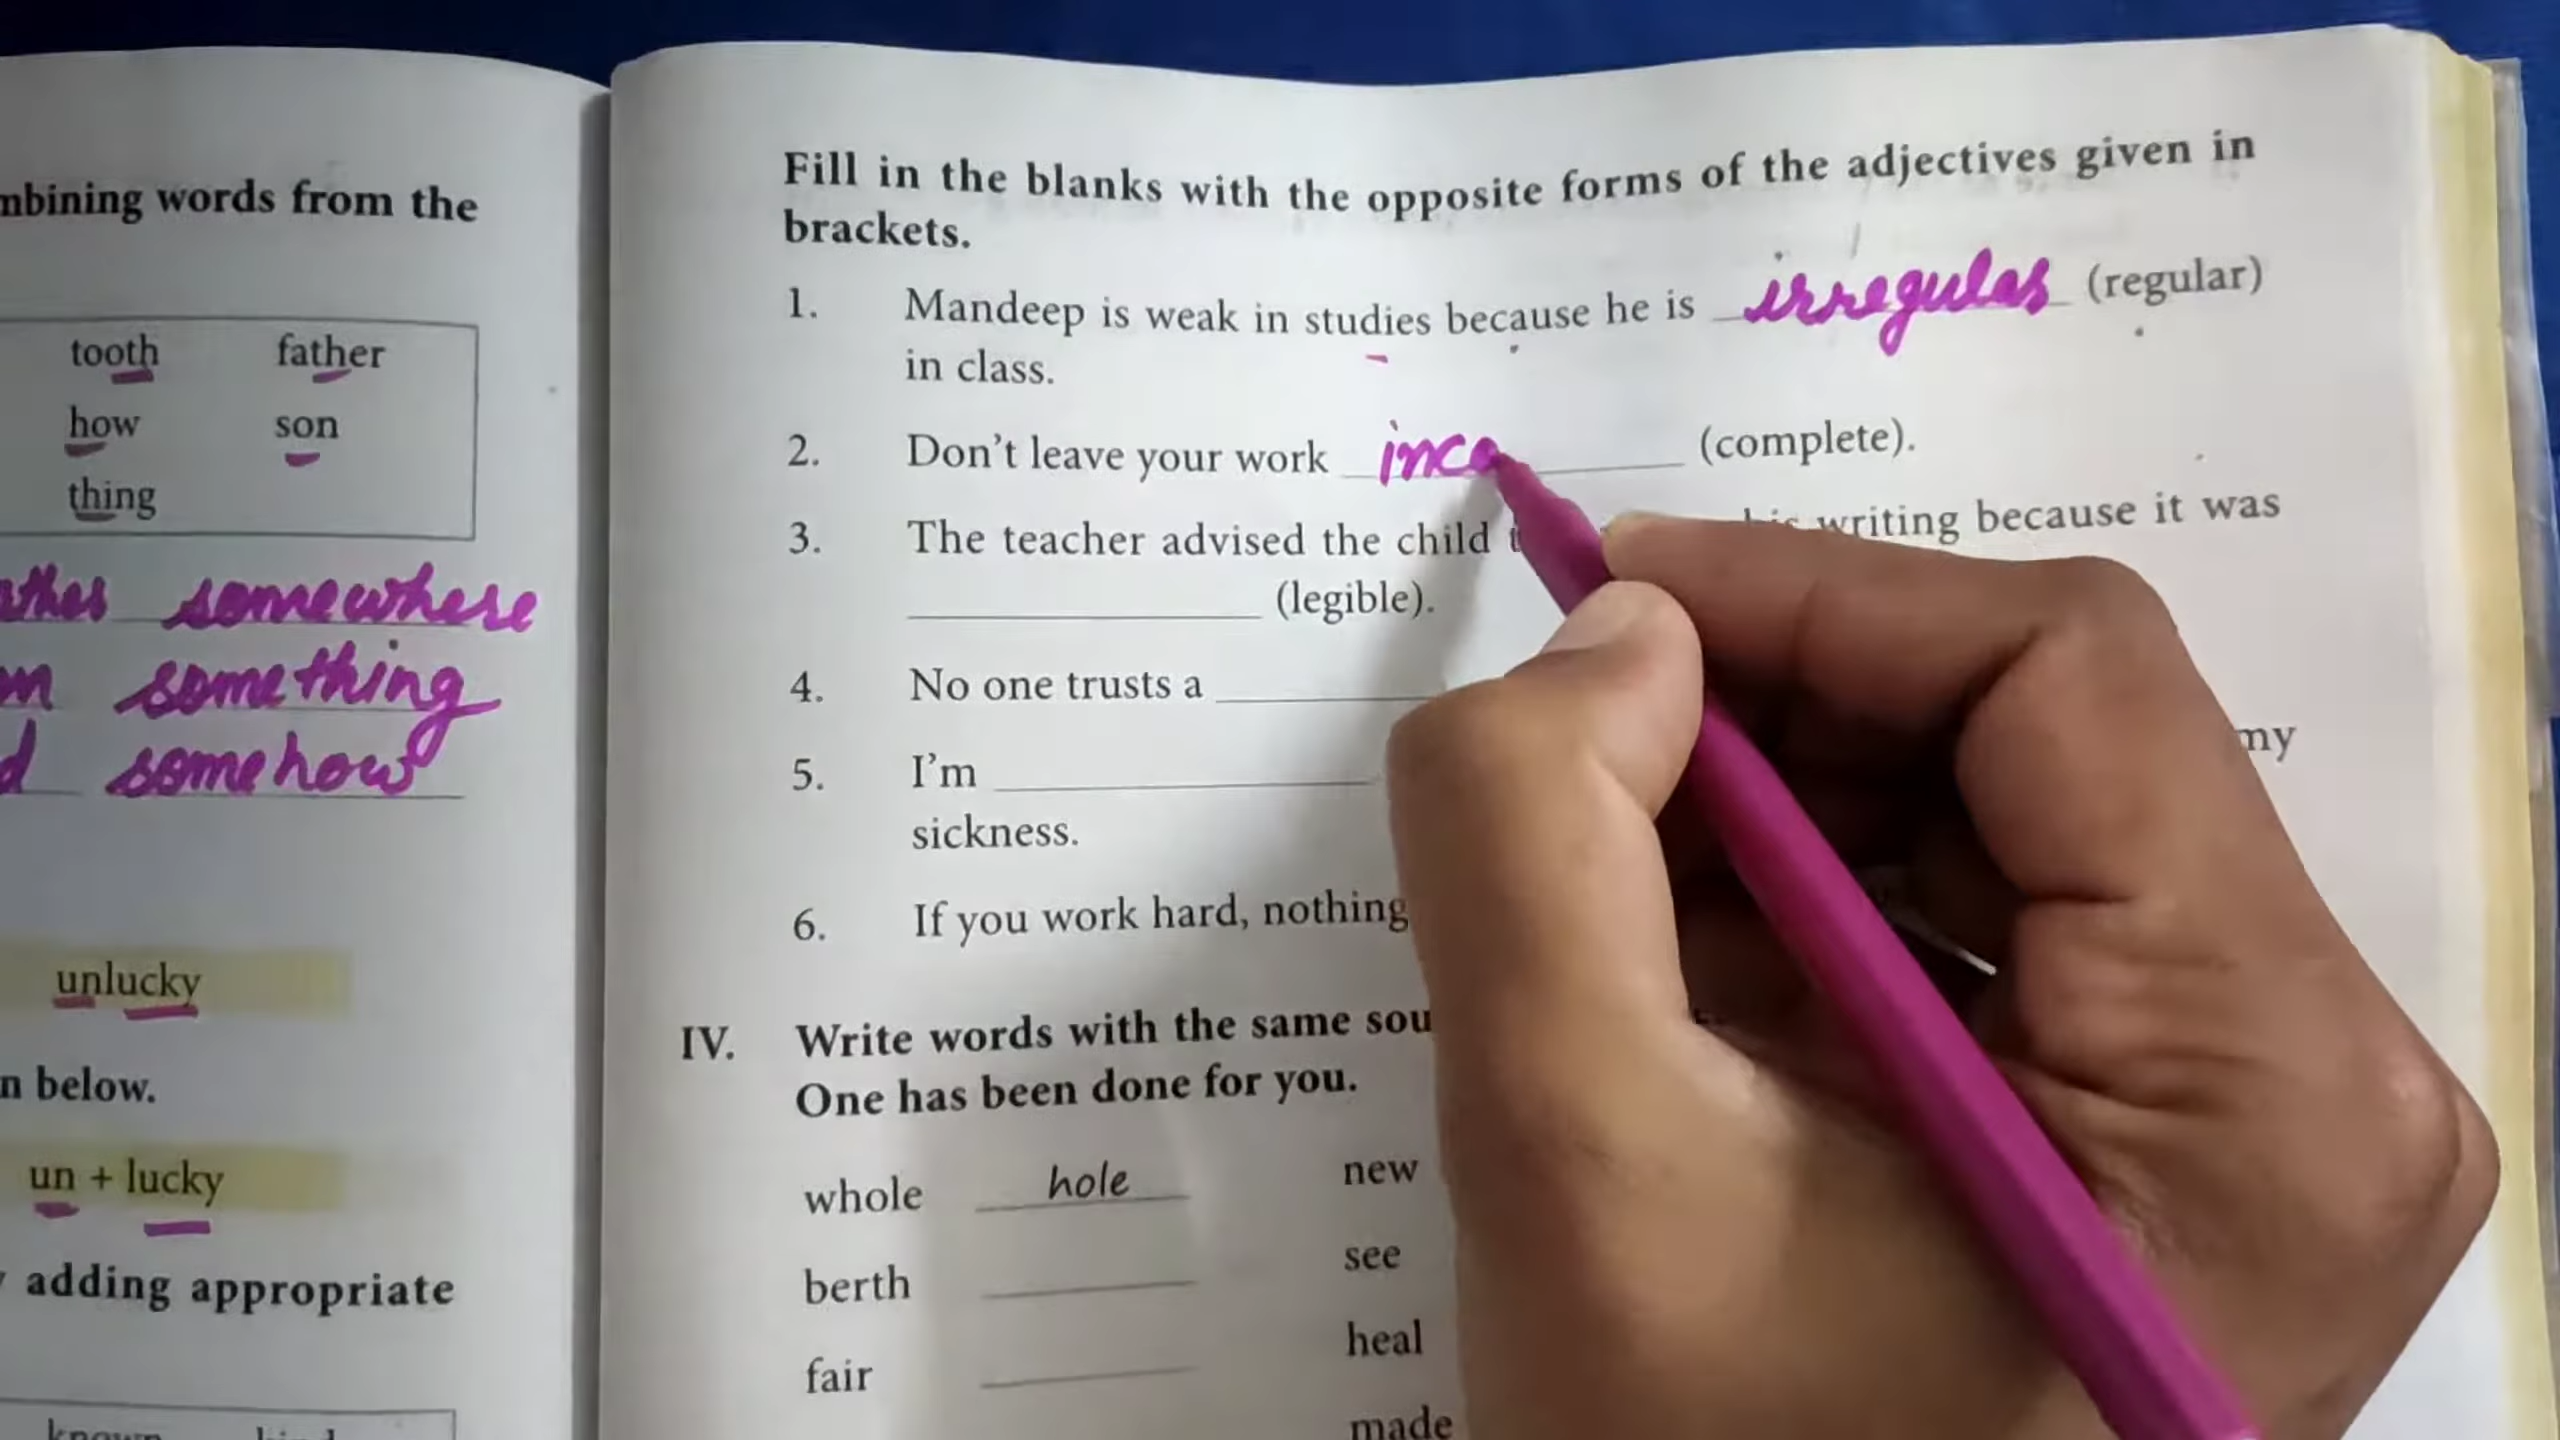 mbining words from the
tooth father
how son
thing
somewhere
m something
d somehow
unlucky
n below.
un + lucky
adding appropriate
Fill in the blanks with the opposite forms of the adjectives given in
brackets.
1. Mandeep is weak in studies because he is irregular (regular)
in class.
2. Don't leave your work inco (complete).
3. The teacher advised the child writing because it was
(legible).
4. No one trusts a
5. I'm my
sickness.
6. If you work hard, nothing
IV. Write words with the same sou
One has been done for you.
whole hole new
berth see
fair heal
made